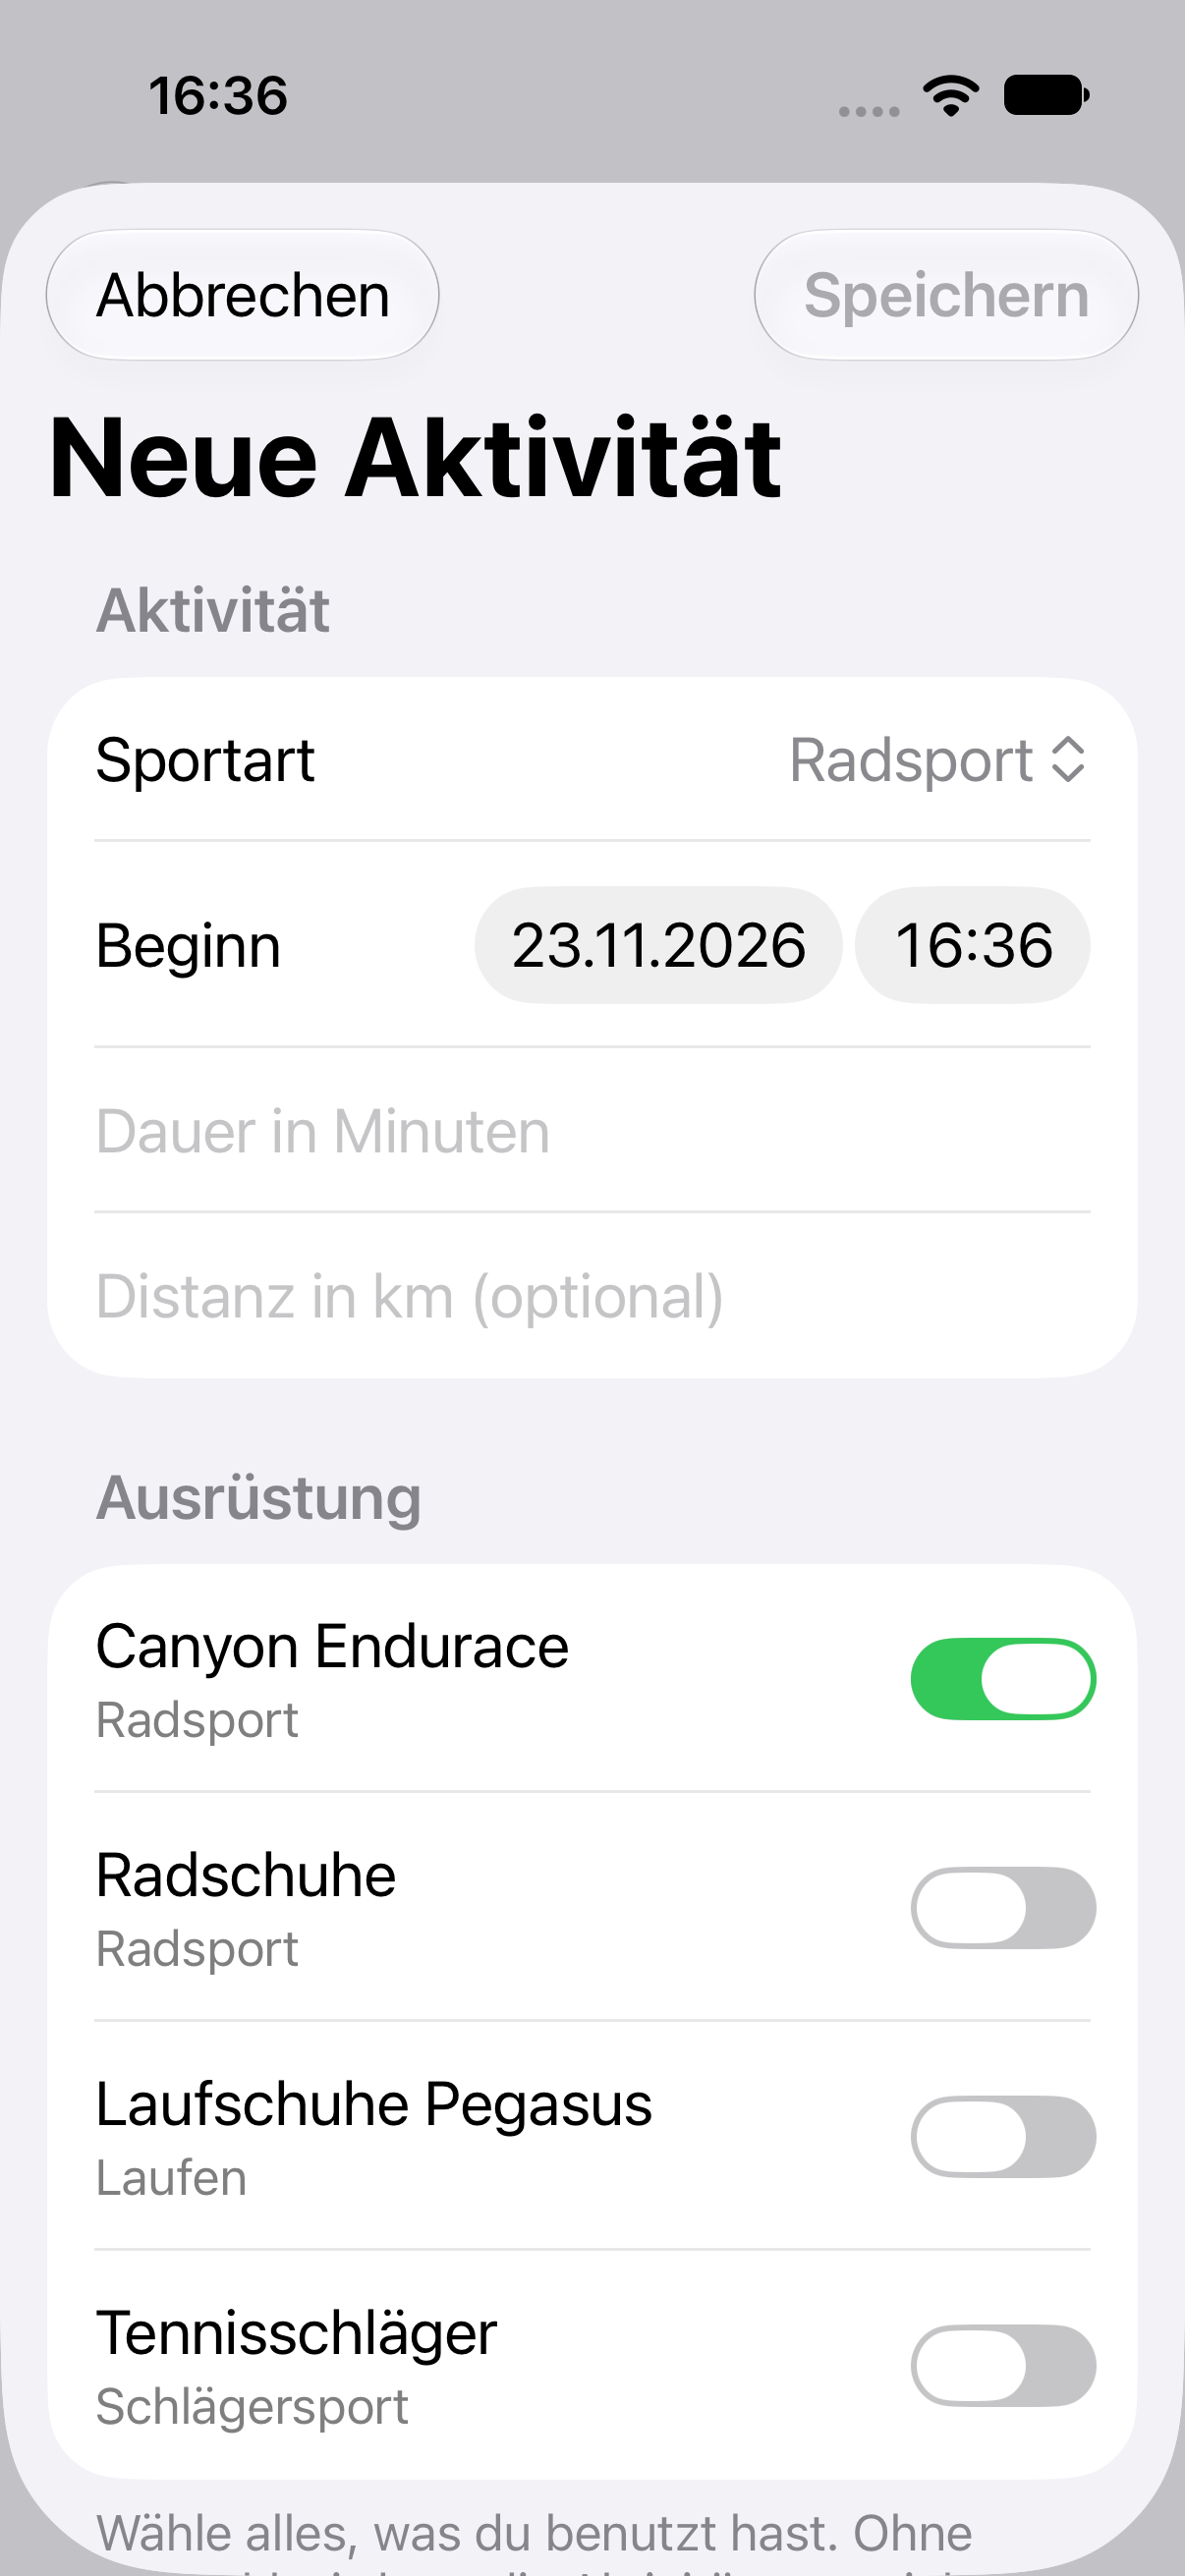 16:36
Abbrechen
Speichern
Neue Aktivität
Aktivität
Sportart
Radsport
Beginn
23.11.2026
16:36
Dauer in Minuten
Distanz in km (optional)
Ausrüstung
Canyon Endurace
Radsport
Radschuhe
Radsport
Laufschuhe Pegasus
Laufen
Tennisschläger
Schlägersport
Wähle alles, was du benutzt hast. Ohne